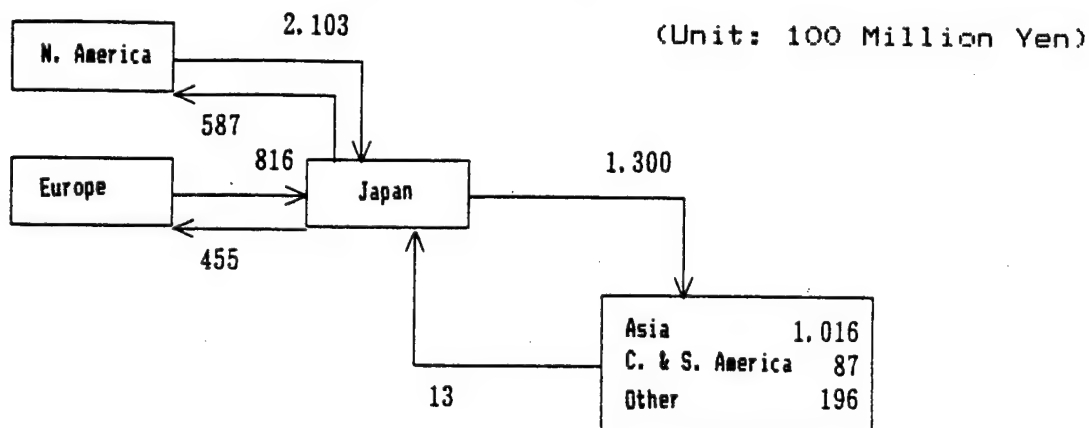 2.103
(Unit: 100 Million Yen)
N. America
587
816
1.300
Europe
Japan
455
Asia 1.016
C. & S. America 87
Other 196
13